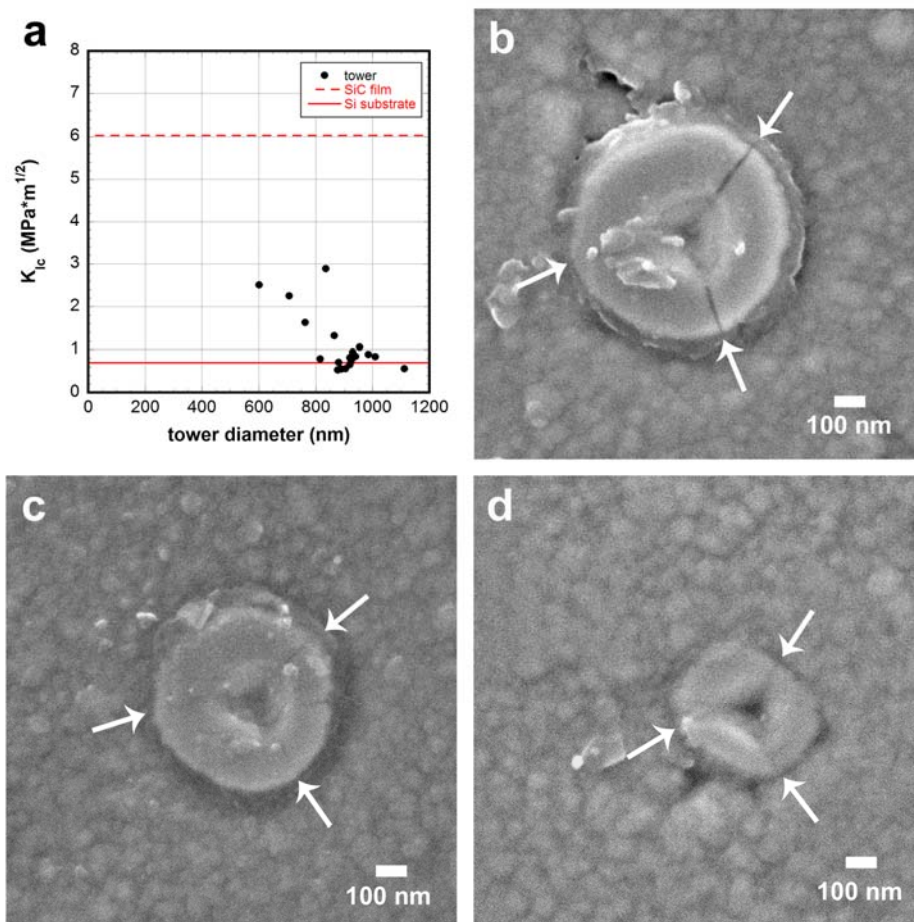 a
8
7
6
5
4
3
2
1
0
K_Ic (MPa*m^1/2)
tower
SiC film
Si substrate
0 200 400 600 800 1000 1200
tower diameter (nm)
b
100 nm
c
100 nm
d
100 nm